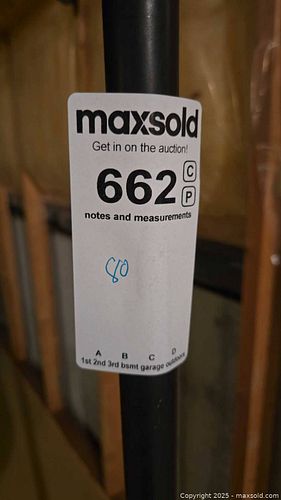 maxsold
Get in on the auction!
662 C
P
notes and measurements
80
A B C D
1st 2nd 3rd bsmt garage outdoors
Copyright 2025 - maxsold.com